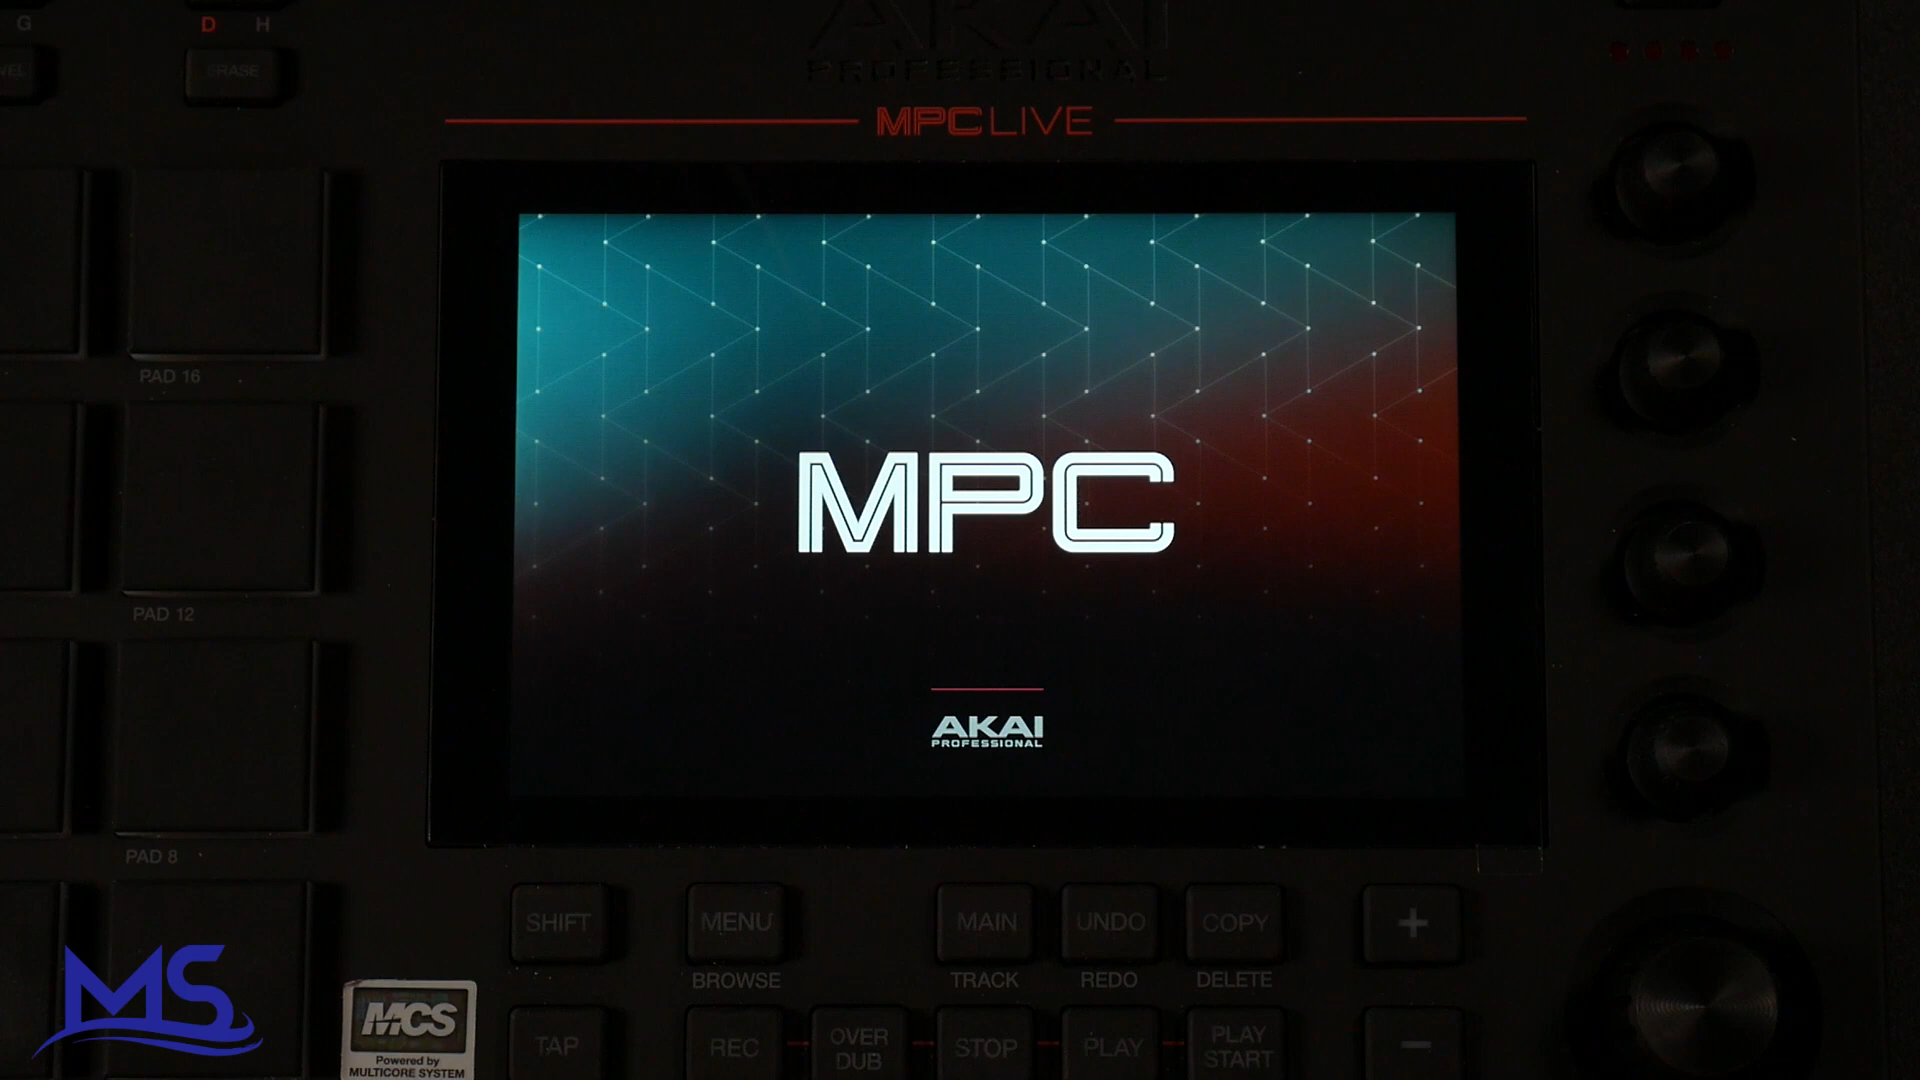 G
D H
ERASE
AKAI
PROFESSIONAL
MPC LIVE
PAD 16
MPC
PAD 12
AKAI
PROFESSIONAL
PAD 8
SHIFT
MENU
MAIN
UNDO
COPY
+
BROWSE
TRACK
REDO
DELETE
MS
MCS
Powered by
MULTICORE SYSTEM
TAP
REC
OVER
DUB
STOP
PLAY
PLAY
START
−